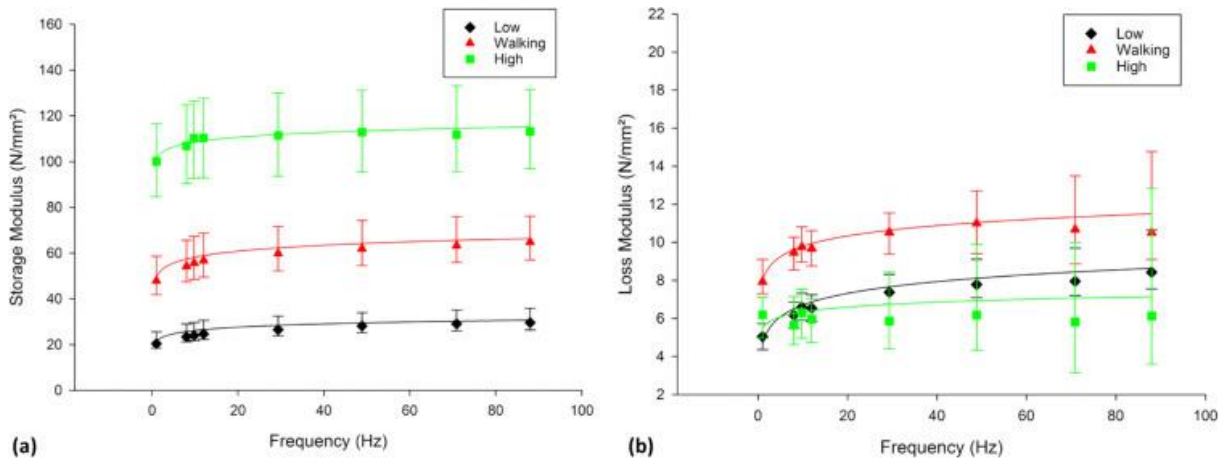 160
140
120
100
80
60
40
20
0
Storage Modulus (N/mm²)
Low
Walking
High
0 20 40 60 80 100
Frequency (Hz)
(a)
22
20
18
16
14
12
10
8
6
4
2
Loss Modulus (N/mm²)
Low
Walking
High
0 20 40 60 80 100
Frequency (Hz)
(b)